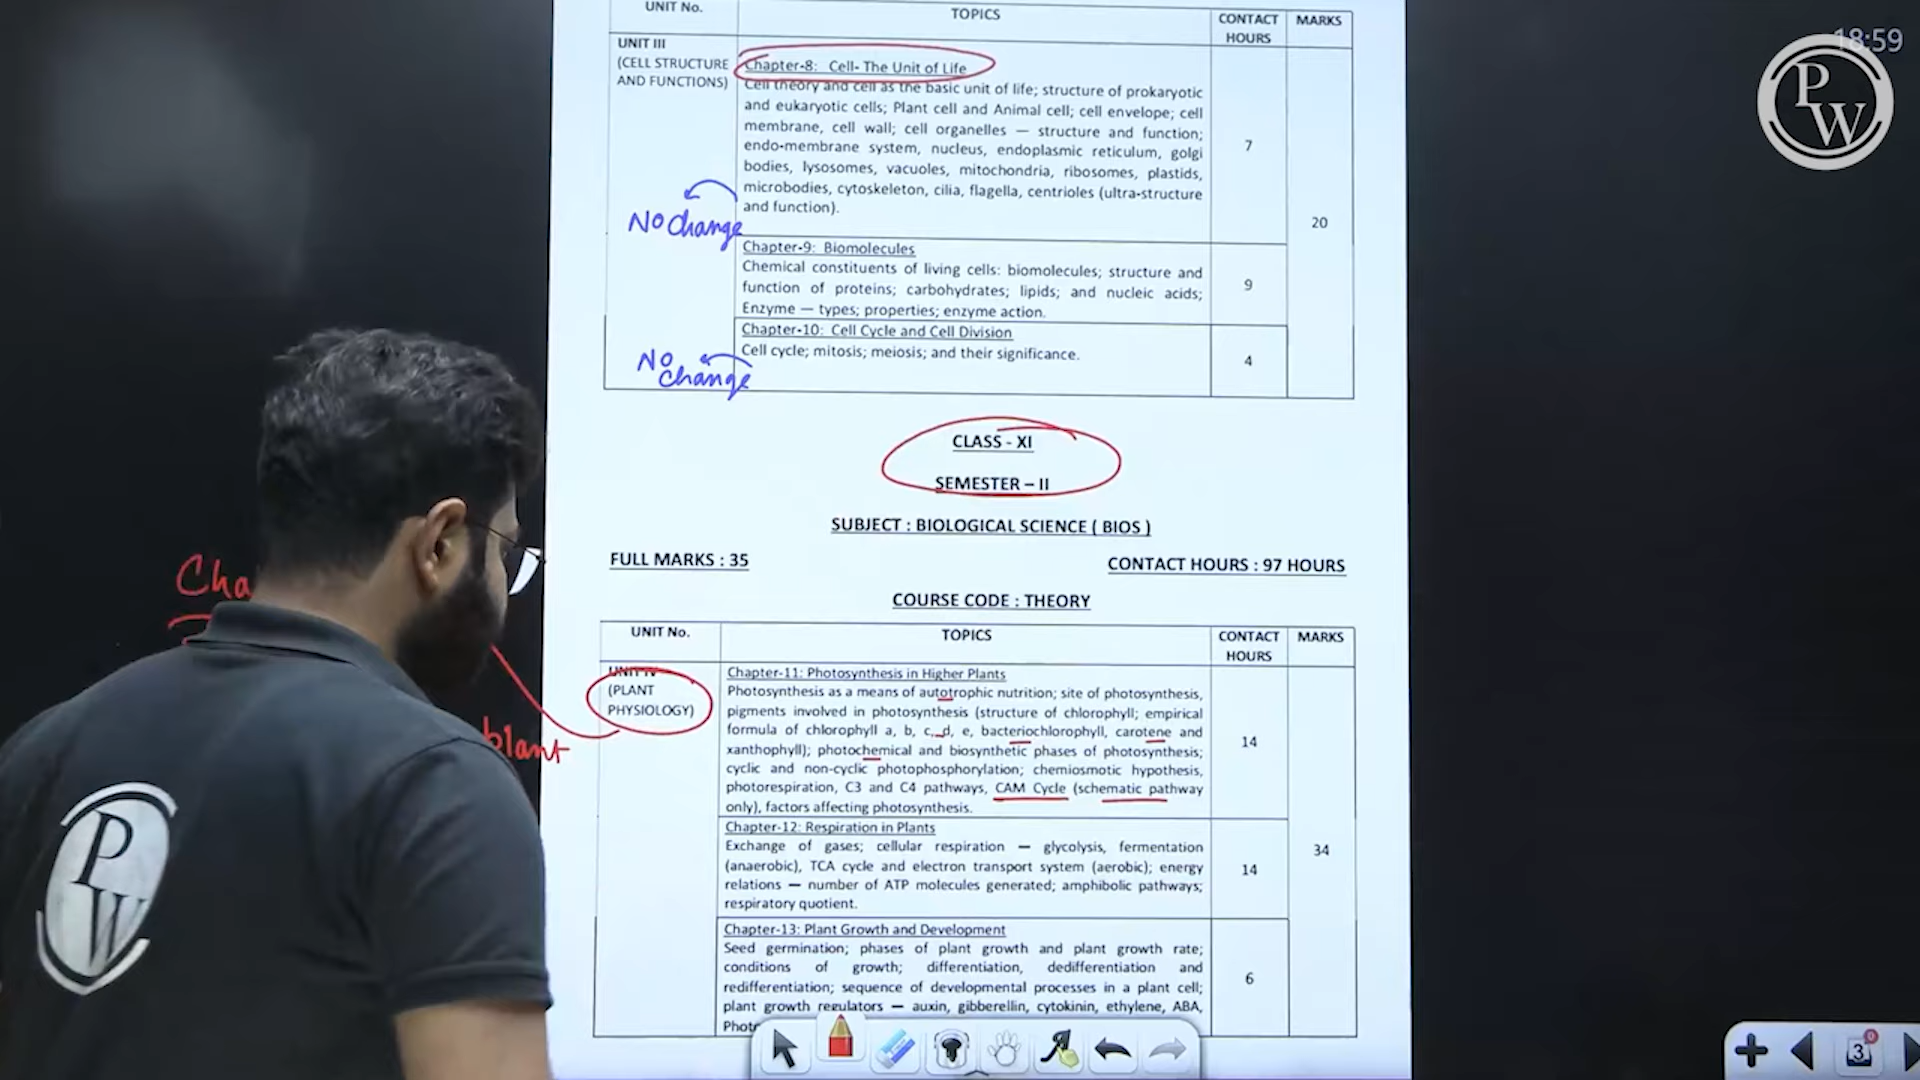 UNIT No.
TOPICS
CONTACT HOURS
MARKS
18:59
PW
UNIT III
(CELL STRUCTURE
AND FUNCTIONS)
Chapter-8: Cell- The Unit of Life
Cell theory and cell as the basic unit of life; structure of prokaryotic
and eukaryotic cells; Plant cell and Animal cell; cell envelope; cell
membrane, cell wall; cell organelles — structure and function;
endo-membrane system, nucleus, endoplasmic reticulum, golgi
bodies, lysosomes, vacuoles, mitochondria, ribosomes, plastids,
microbodies, cytoskeleton, cilia, flagella, centrioles (ultra-structure
and function).
7
20
No change
Chapter-9: Biomolecules
Chemical constituents of living cells: biomolecules; structure and
function of proteins; carbohydrates; lipids; and nucleic acids;
Enzyme — types; properties; enzyme action.
9
Chapter-10: Cell Cycle and Cell Division
Cell cycle; mitosis; meiosis; and their significance.
4
No
change
CLASS - XI
SEMESTER – II
SUBJECT : BIOLOGICAL SCIENCE ( BIOS )
FULL MARKS : 35
CONTACT HOURS : 97 HOURS
COURSE CODE : THEORY
Cha
UNIT No.
TOPICS
CONTACT HOURS
MARKS
UNIT IV
(PLANT
PHYSIOLOGY)
Chapter-11: Photosynthesis in Higher Plants
Photosynthesis as a means of autotrophic nutrition; site of photosynthesis,
pigments involved in photosynthesis (structure of chlorophyll; empirical
formula of chlorophyll a, b, c, d, e, bacteriochlorophyll, carotene and
xanthophyll); photochemical and biosynthetic phases of photosynthesis;
cyclic and non-cyclic photophosphorylation; chemiosmotic hypothesis,
photorespiration, C3 and C4 pathways, CAM Cycle (schematic pathway
only), factors affecting photosynthesis.
14
34
plant
Chapter-12: Respiration in Plants
Exchange of gases; cellular respiration — glycolysis, fermentation
(anaerobic), TCA cycle and electron transport system (aerobic); energy
relations — number of ATP molecules generated; amphibolic pathways;
respiratory quotient.
14
Chapter-13: Plant Growth and Development
Seed germination; phases of plant growth and plant growth rate;
conditions of growth; differentiation, dedifferentiation and
redifferentiation; sequence of developmental processes in a plant cell;
plant growth regulators — auxin, gibberellin, cytokinin, ethylene, ABA,
6
PW
3
0